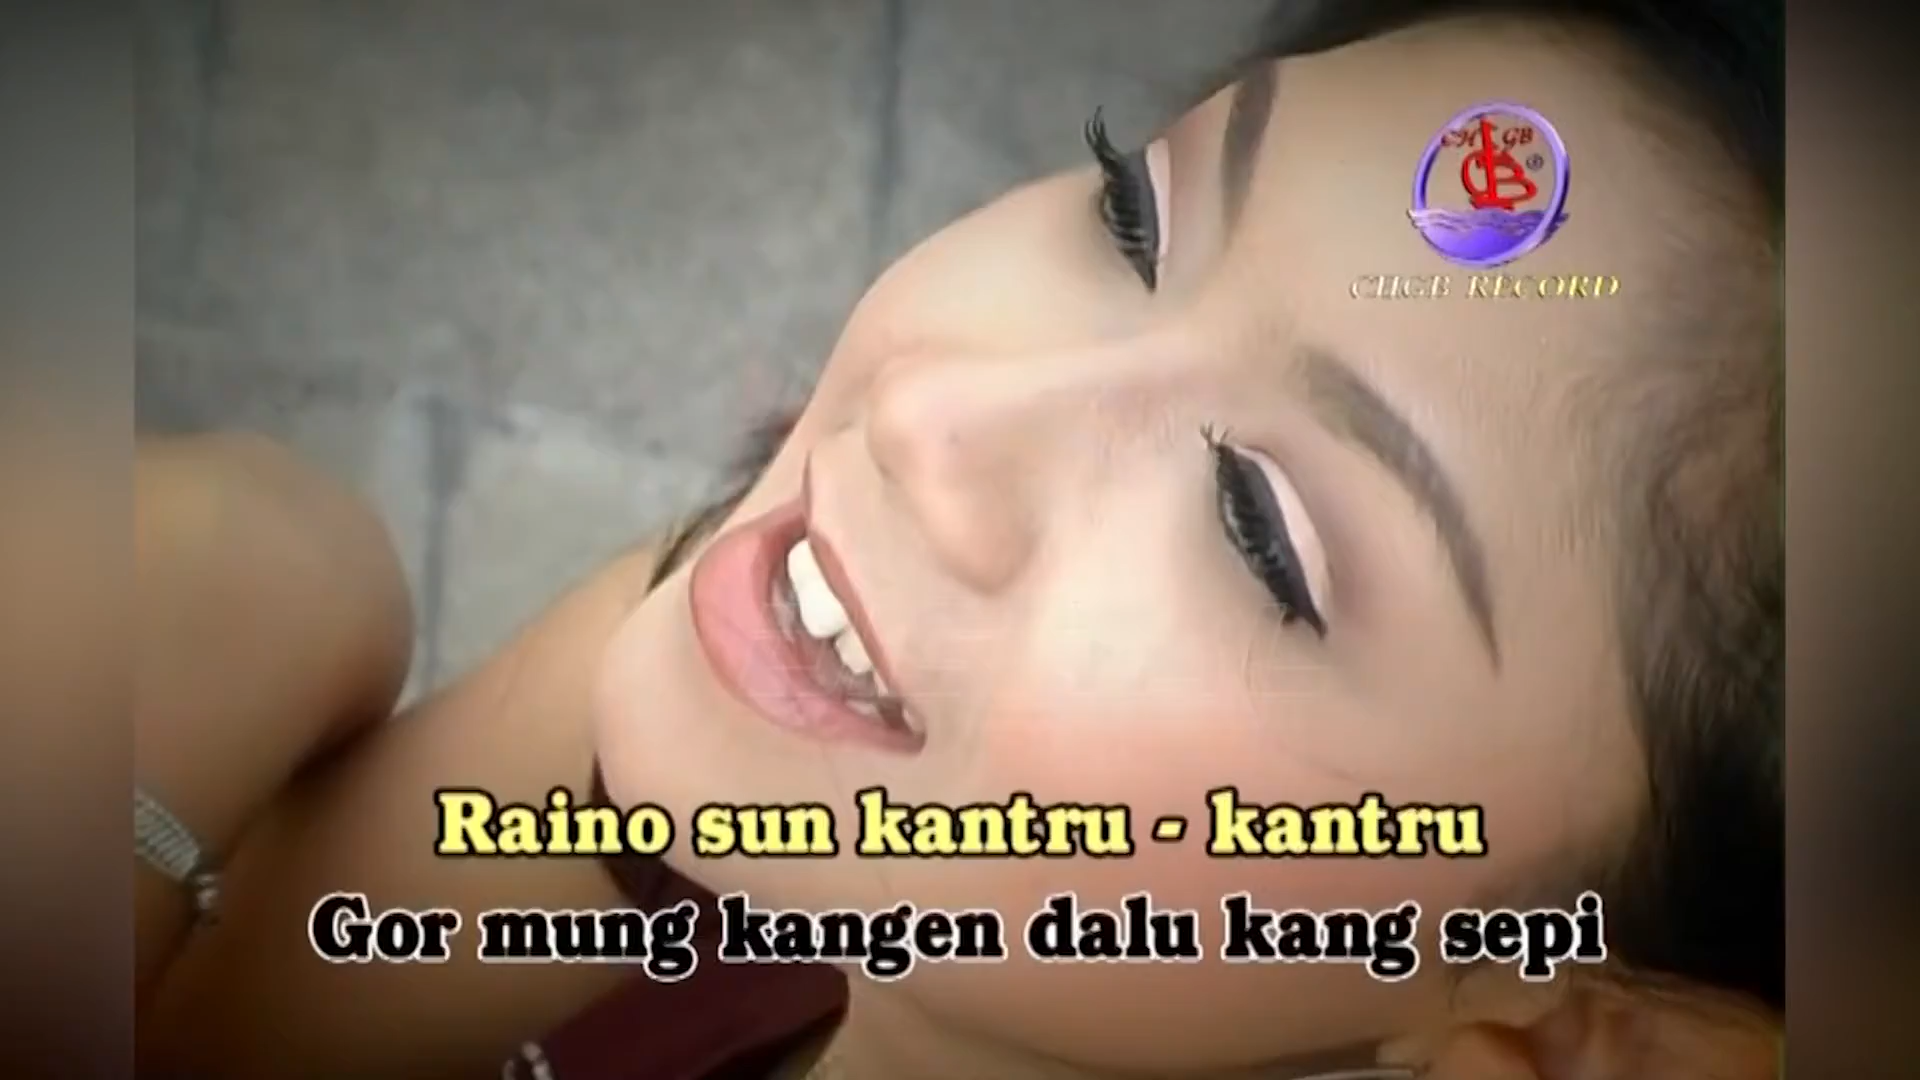 CHGB
CHGB RECORD
Raino sun kantru - kantru
Gor mung kangen dalu kang sepi